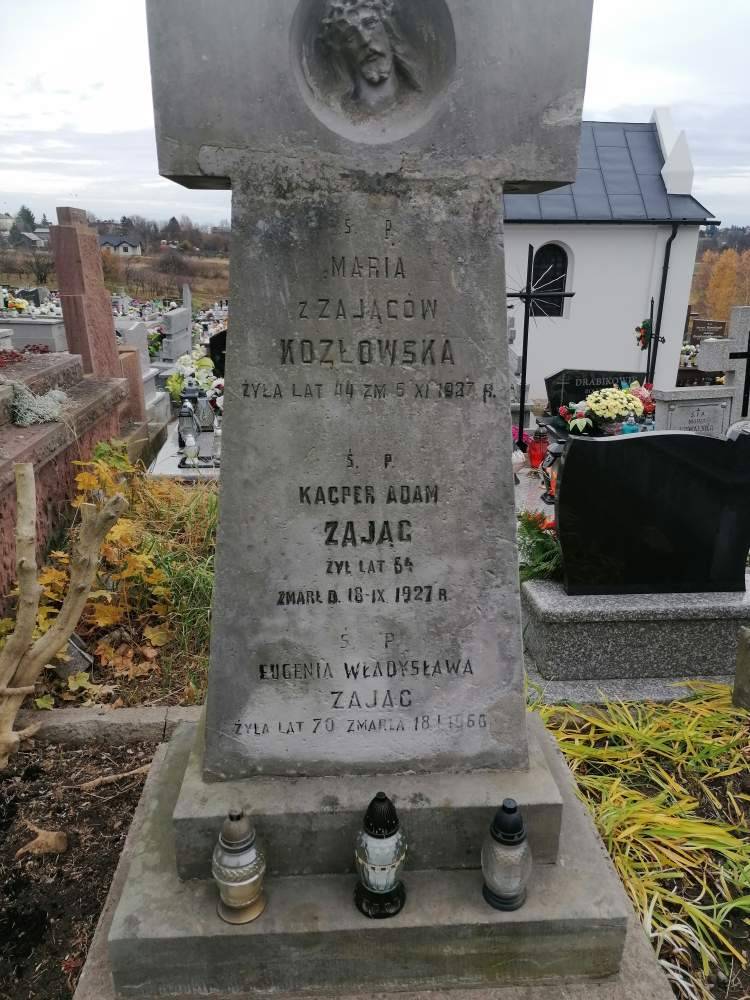 Ś. P.
MARIA
Z ZAJĄCÓW
KOZŁOWSKA
ŻYŁA LAT 44 ZM 5 XI 1927 R.
Ś. P.
KACPER ADAM
ZAJĄC
ŻYŁ LAT 64
ZMARŁ D. 18-IX 1927 R.
Ś P
EUGENIA WŁADYSŁAWA
ZAJĄC
ŻYŁA LAT 70 ZMARŁA 18.I.1966
DRABIKOW